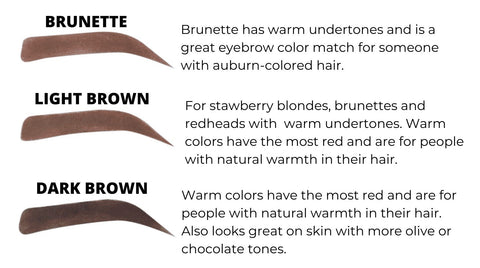 BRUNETTE
Brunette has warm undertones and is a
great eyebrow color match for someone
with auburn-colored hair.
LIGHT BROWN
For stawberry blondes, brunettes and
redheads with warm undertones. Warm
colors have the most red and are for people
with natural warmth in their hair.
DARK BROWN
Warm colors have the most red and are for
people with natural warmth in their hair.
Also looks great on skin with more olive or
chocolate tones.